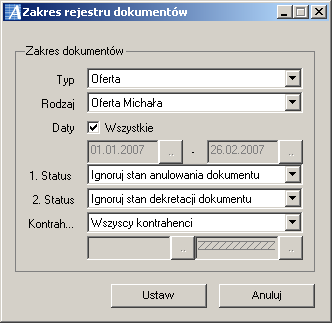 Zakres rejestru dokumentów
Zakres dokumentów
Typ Oferta
Rodzaj Oferta Michała
Daty Wszystkie
01.01.2007 .. - 26.02.2007 ..
1. Status Ignoruj stan anulowania dokumentu
2. Status Ignoruj stan dekretacji dokumentu
Kontrah... Wszyscy kontrahenci
.. ..
Ustaw Anuluj